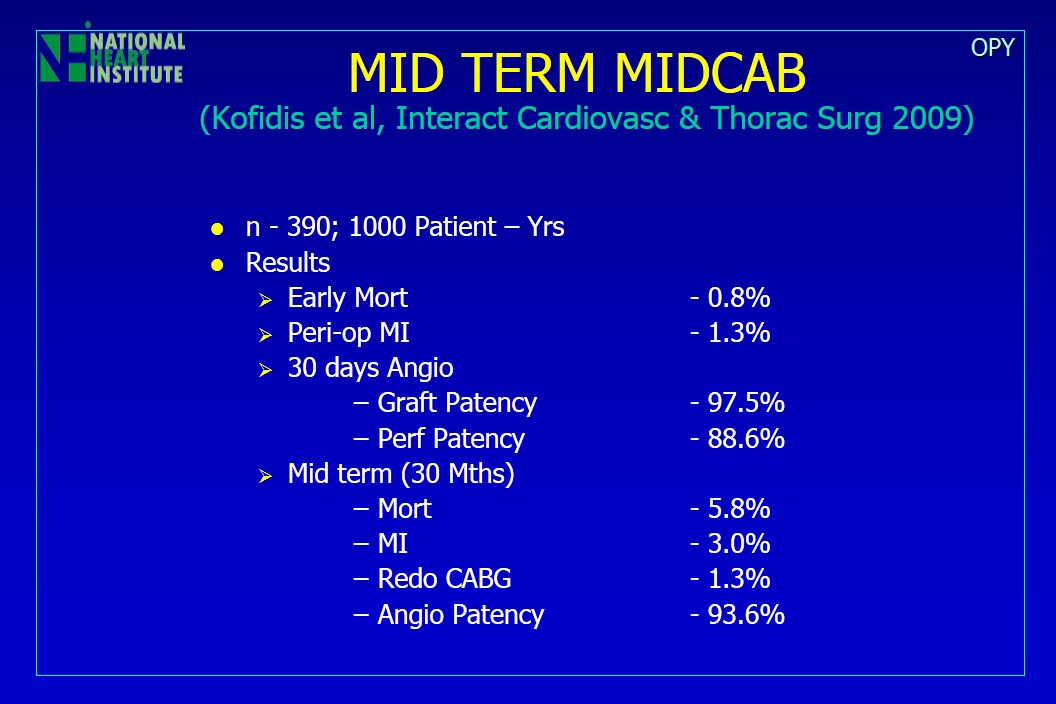 NATIONAL
HEART
INSTITUTE
OPY
MID TERM MIDCAB
(Kofidis et al, Interact Cardiovasc & Thorac Surg 2009)
n - 390; 1000 Patient – Yrs
Results
Early Mort - 0.8%
Peri-op MI - 1.3%
30 days Angio
– Graft Patency - 97.5%
– Perf Patency - 88.6%
Mid term (30 Mths)
– Mort - 5.8%
– MI - 3.0%
– Redo CABG - 1.3%
– Angio Patency - 93.6%